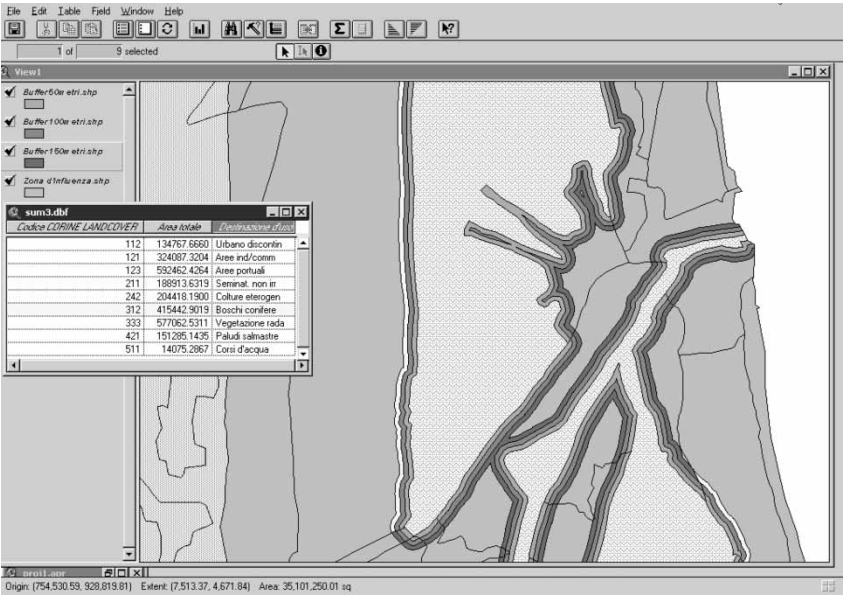 File Edit Table Field Window Help
1 of 9 selected
View1
Buffer50metri.shp
Buffer100metri.shp
Buffer150metri.shp
Zona d'Influenza.shp
sum3.dbf
Codice CORINE LANDCOVER Area totale Destinazione d'uso
112 134767.6660 Urbano discontin
121 324087.3204 Aree ind/comm
123 592462.4264 Aree portuali
211 188913.6319 Seminat. non irr
242 204418.1900 Colture eterogen
312 415442.9019 Boschi conifere
333 577062.5311 Vegetazione rada
421 151285.1435 Paludi salmastre
511 14075.2867 Corsi d'acqua
proj1.apr
Origin: (754,530.59, 928,819.81) Extent: (7,513.37, 4,671.84) Area: 35,101,250.01 sq